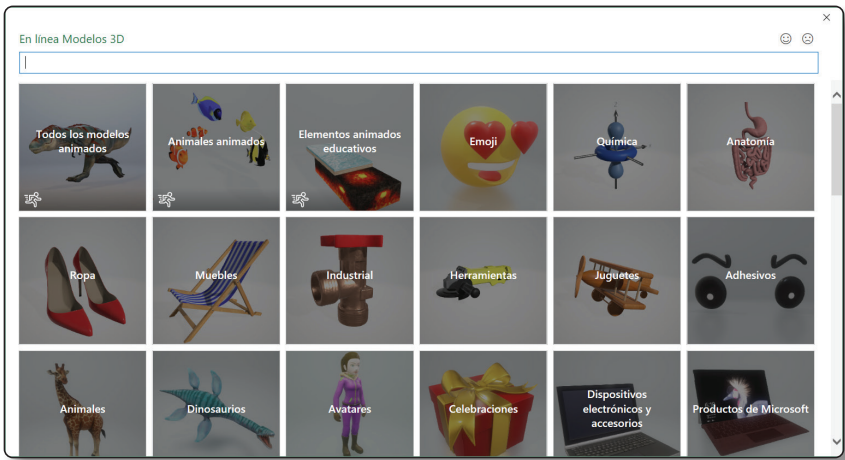 En línea Modelos 3D
Todos los modelos
animados
Animales animados
Elementos animados
educativos
Emoji
Química
Anatomía
Ropa
Muebles
Industrial
Herramientas
Juguetes
Adhesivos
Animales
Dinosaurios
Avatares
Celebraciones
Dispositivos
electrónicos y
accesorios
Productos de Microsoft